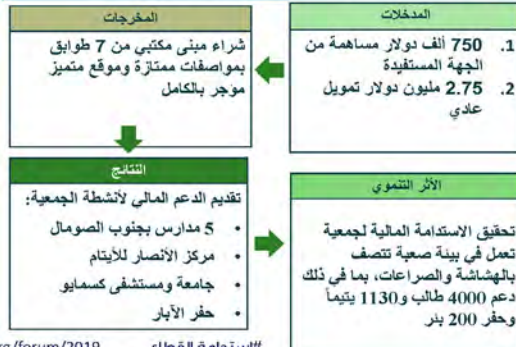 المدخلات
1. 750 ألف دولار مساهمة من
الجهة المستفيدة
2. 2.75 مليون دولار تمويل
عادي
المخرجات
شراء مبنى مكتبي من 7 طوابق
بمواصفات ممتازة وموقع متميز
مؤجر بالكامل
النتائج
تقديم الدعم المالي لأنشطة الجمعية:
• 5 مدارس بجنوب الصومال
• مركز الأنصار للأيتام
• جامعة ومستشفى كسمايو
• حفر الآبار
الأثر التنموي
تحقيق الاستدامة المالية لجمعية
تعمل في بيئة صعبة تتصف
بالهشاشة والصراعات، بما في ذلك
دعم 4000 طالب و1130 يتيماً
وحفر 200 بئر
/forum/2019